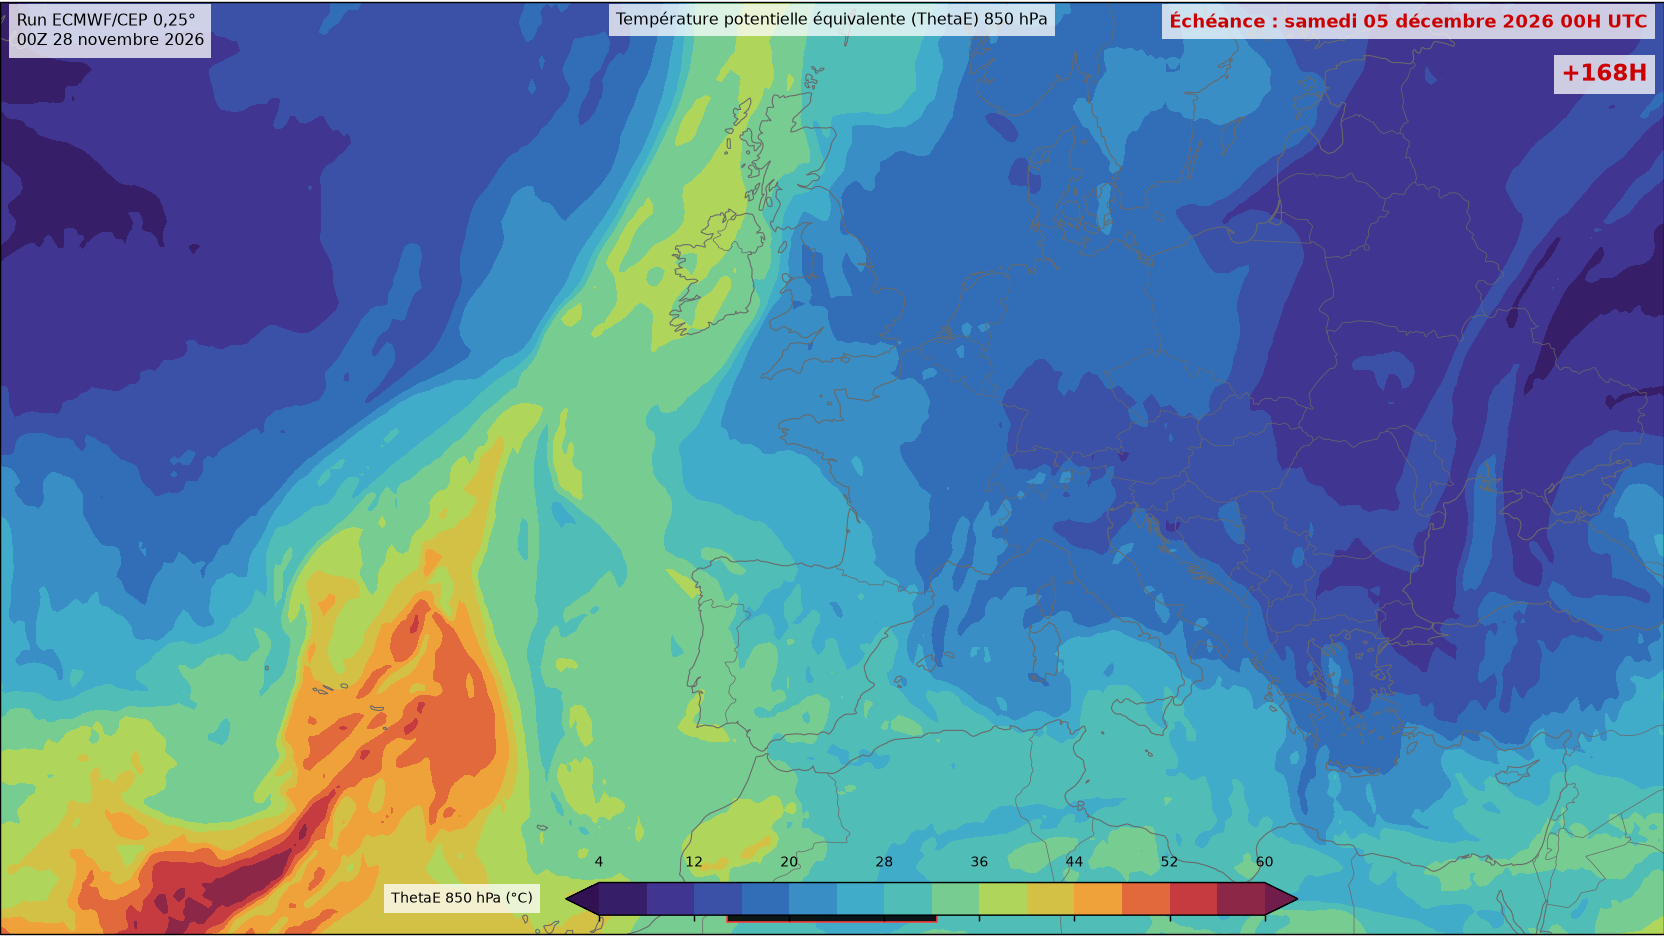 Run ECMWF/CEP 0,25°
00Z 28 novembre 2026
Température potentielle équivalente (ThetaE) 850 hPa
Échéance : samedi 05 décembre 2026 00H UTC
+168H
4 12 20 28 36 44 52 60
ThetaE 850 hPa (°C)